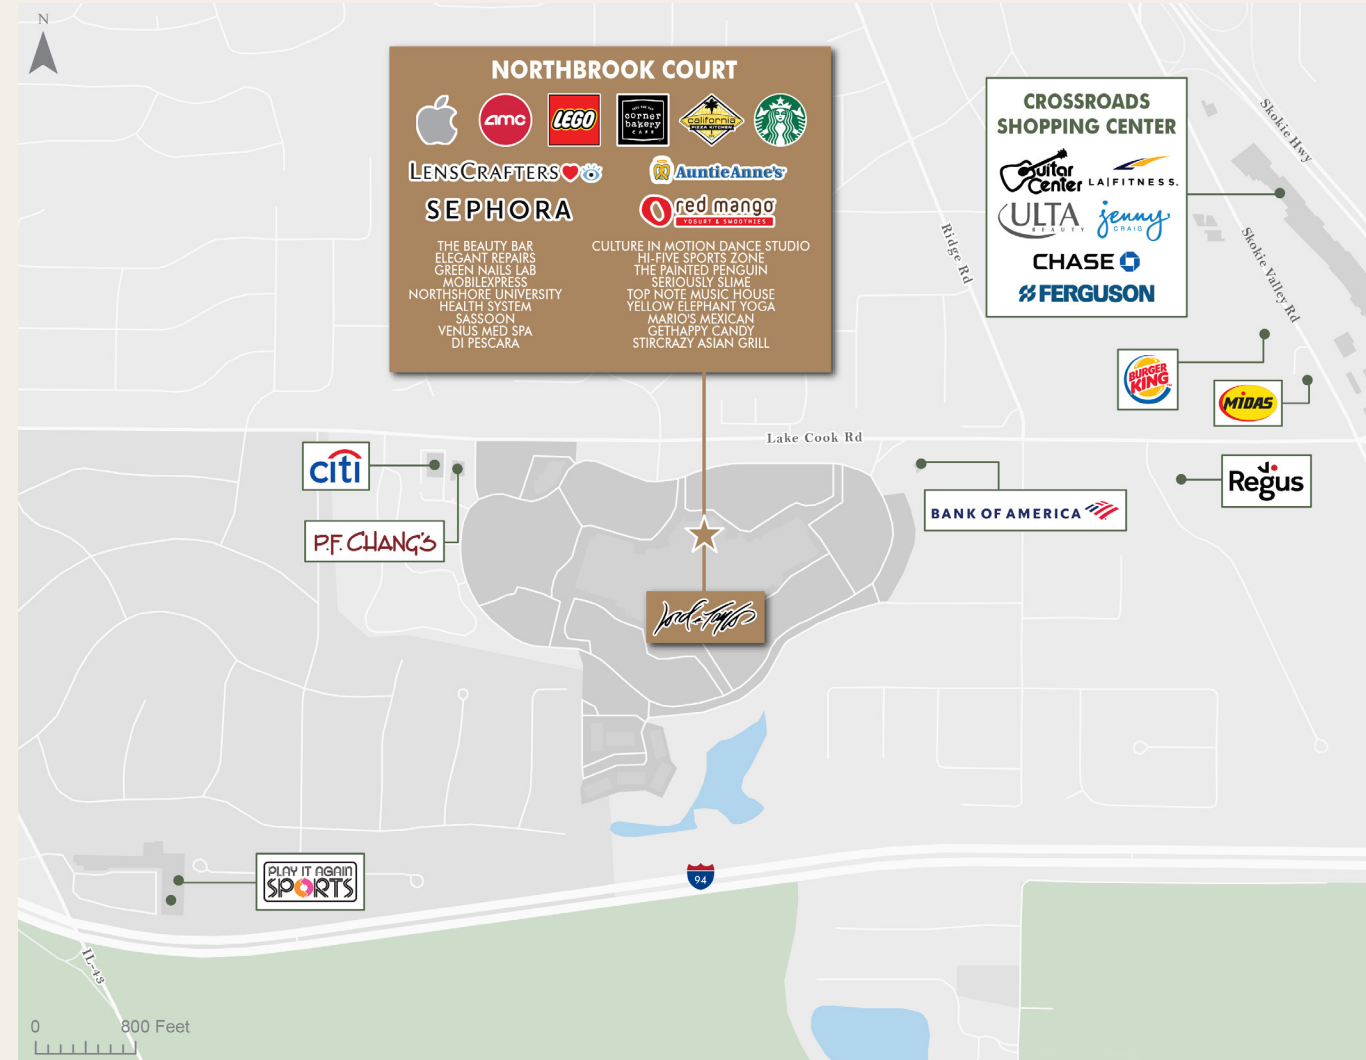 N
NORTHBROOK COURT
amc
LEGO
corner
bakery
CAFE
california
PIZZA KITCHEN
LENSCRAFTERS
Auntie Anne's
SEPHORA
red mango
YOGURT & SMOOTHIES
THE BEAUTY BAR
ELEGANT REPAIRS
GREEN NAILS LAB
MOBILEXPRESS
NORTHSHORE UNIVERSITY
HEALTH SYSTEM
SASSOON
VENUS MED SPA
DI PESCARA
CULTURE IN MOTION DANCE STUDIO
HI-FIVE SPORTS ZONE
THE PAINTED PENGUIN
SERIOUSLY SLIME
TOP NOTE MUSIC HOUSE
YELLOW ELEPHANT YOGA
MARIO'S MEXICAN
GETHAPPY CANDY
STIRCRAZY ASIAN GRILL
CROSSROADS
SHOPPING CENTER
Guitar
Center
LA|FITNESS.
ULTA
BEAUTY
jenny
CRAIG
CHASE
FERGUSON
Skokie Hwy
Ridge Rd
Skokie Valley Rd
BURGER
KING
MIDAS
Lake Cook Rd
citi
P.F. CHANG'S
BANK OF AMERICA
Regus
Lord & Taylor
PLAY IT AGAIN
SPORTS
94
IL-43
0 800 Feet